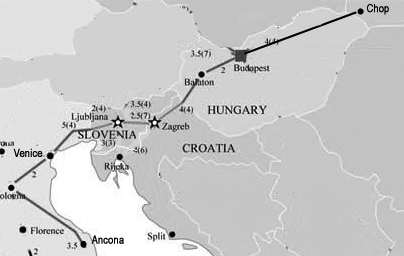 Chop
4(4)
3.5(7)
Budapest
2
Balaton
2(4)
3.5(4)
HUNGARY
Ljubljana
2.5(7)
4(4)
5(4)
Zagreb
SLOVENIA
3(3)
4(6)
CROATIA
Venice
Rijeka
2
Florence
Ancona
3.5
Split
2